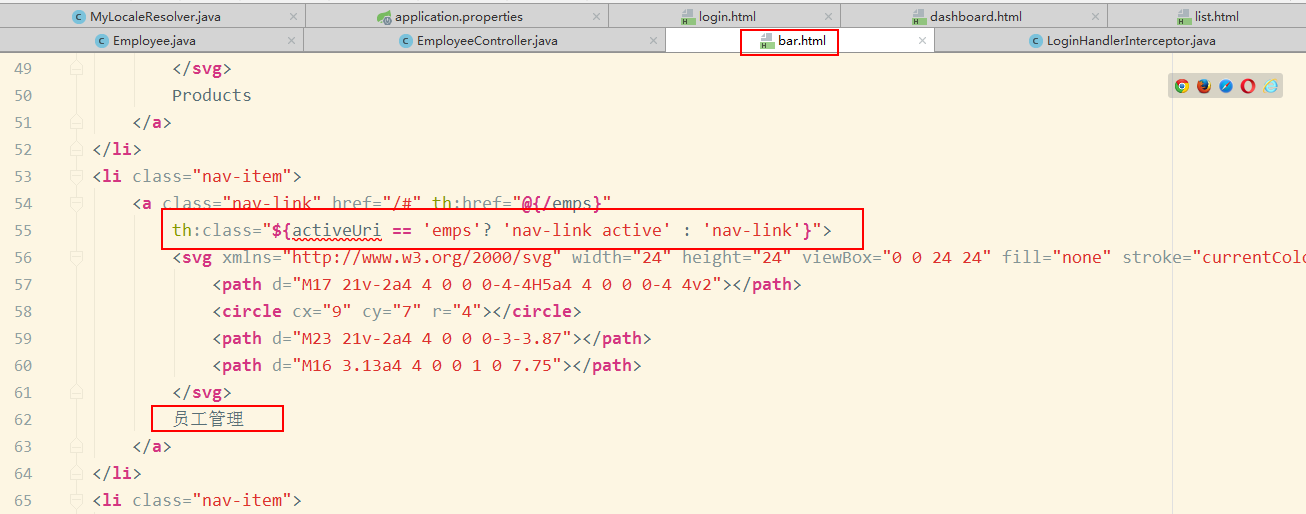 MyLocaleResolver.java application.properties login.html dashboard.html list.html
Employee.java EmployeeController.java bar.html LoginHandlerInterceptor.java
49 </svg>
50 Products
51 </a>
52 </li>
53 <li class="nav-item">
54 <a class="nav-link" href="/#" th:href="@{/emps}"
55 th:class="${activeUri == 'emps'? 'nav-link active' : 'nav-link'}">
56 <svg xmlns="http://www.w3.org/2000/svg" width="24" height="24" viewBox="0 0 24 24" fill="none" stroke="currentColo
57 <path d="M17 21v-2a4 4 0 0 0-4-4H5a4 4 0 0 0-4 4v2"></path>
58 <circle cx="9" cy="7" r="4"></circle>
59 <path d="M23 21v-2a4 4 0 0 0-3-3.87"></path>
60 <path d="M16 3.13a4 4 0 0 1 0 7.75"></path>
61 </svg>
62 员工管理
63 </a>
64 </li>
65 <li class="nav-item">